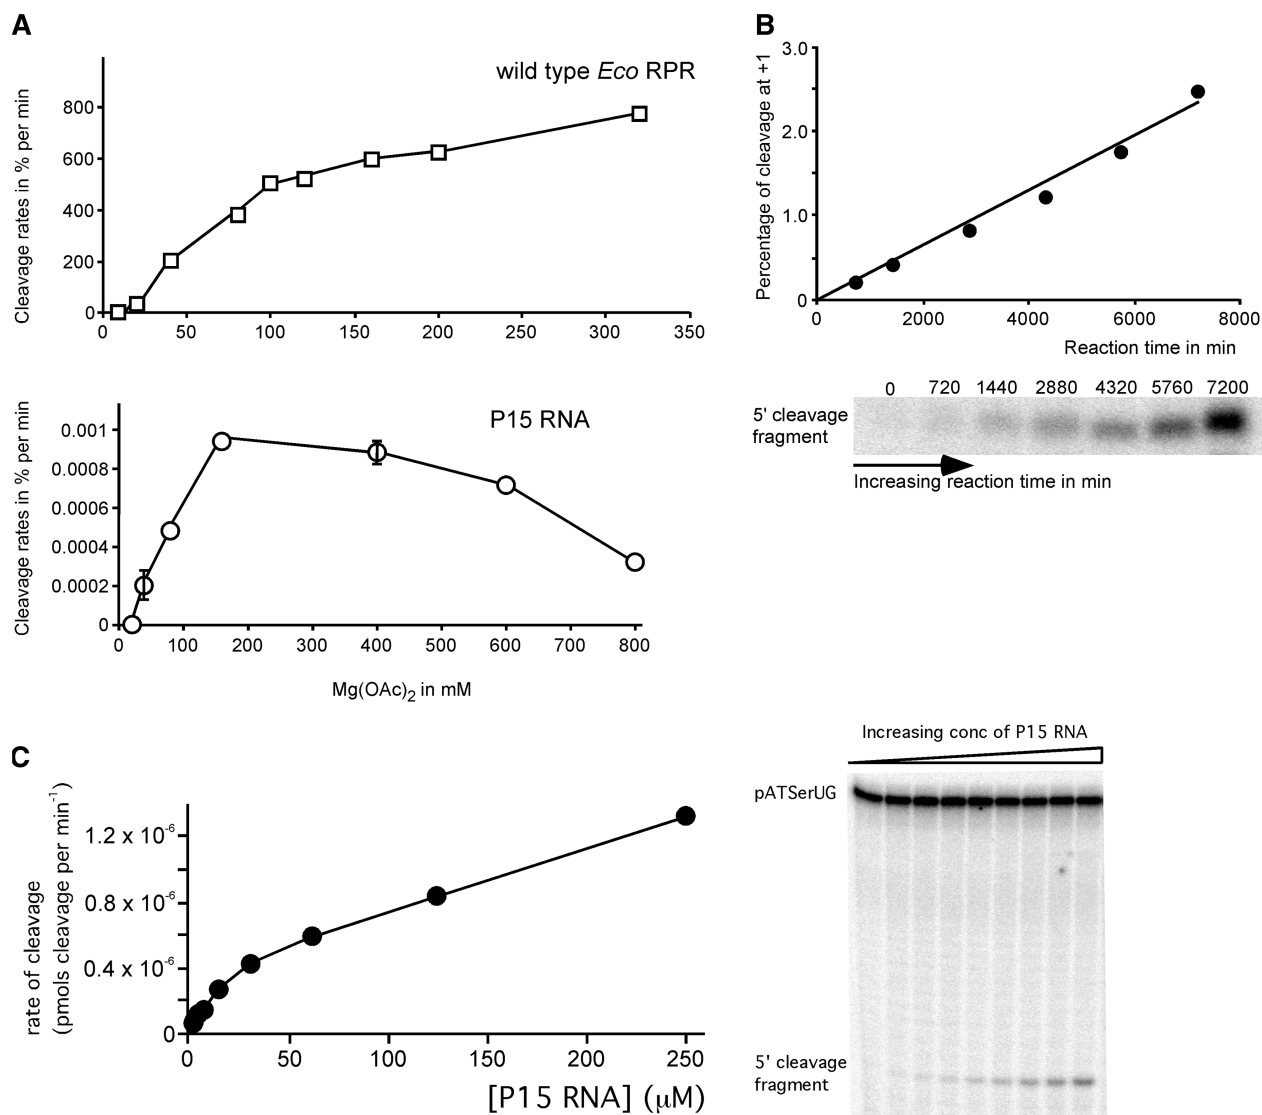 A
wild type Eco RPR
Cleavage rates in % per min
800
600
400
200
0
0 50 100 150 200 250 300 350
P15 RNA
Cleavage rates in % per min
0.001
0.0008
0.0006
0.0004
0.0002
0
0 100 200 300 400 500 600 700 800
Mg(OAc)2 in mM
B
Percentage of cleavage at +1
3.0
2.0
1.0
0
0 2000 4000 6000 8000
Reaction time in min
0 720 1440 2880 4320 5760 7200
5' cleavage
fragment
Increasing reaction time in min
C
rate of cleavage
(pmols cleavage per min⁻¹)
1.2 x 10⁻⁶
0.8 x 10⁻⁶
0.4 x 10⁻⁶
0
0 50 100 150 200 250
[P15 RNA] (µM)
Increasing conc of P15 RNA
pATSerUG
5' cleavage
fragment